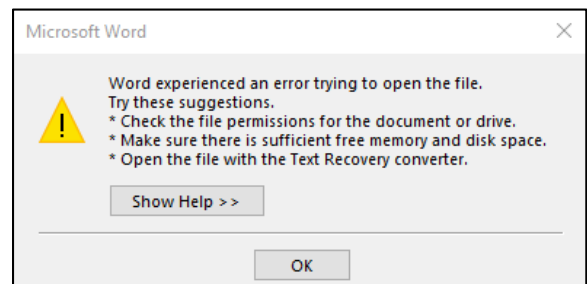 Microsoft Word
Word experienced an error trying to open the file.
Try these suggestions.
* Check the file permissions for the document or drive.
* Make sure there is sufficient free memory and disk space.
* Open the file with the Text Recovery converter.
Show Help >>
OK